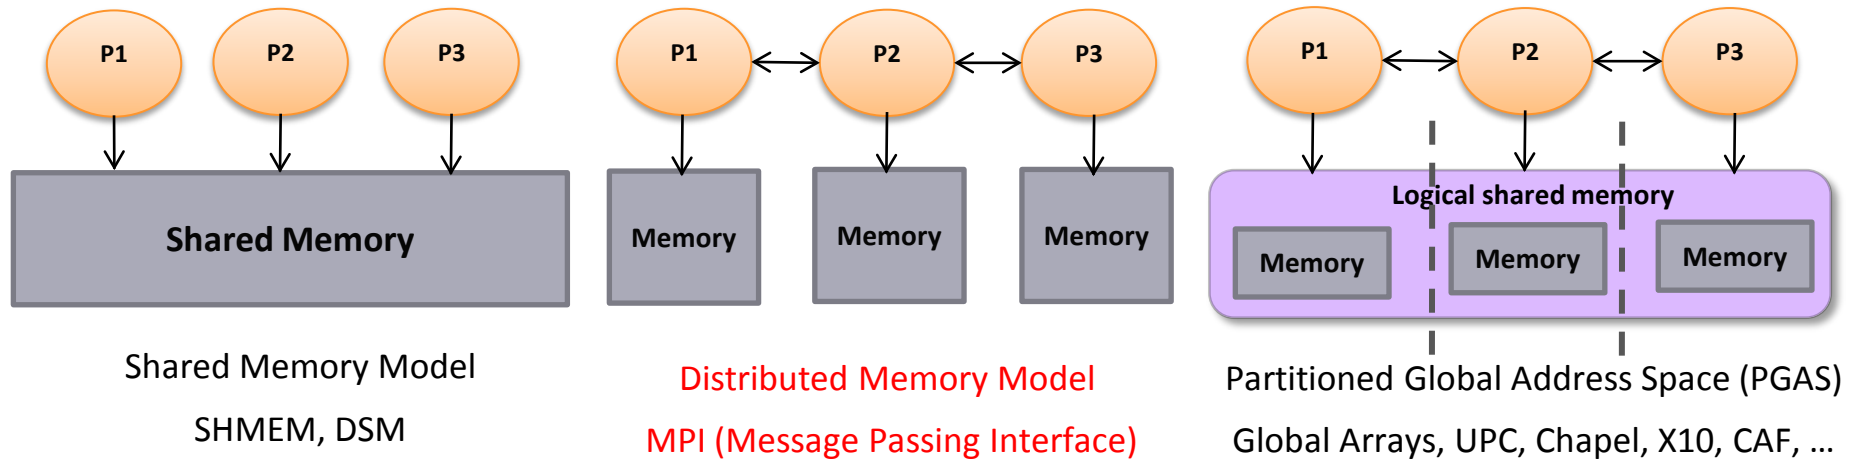 P1
P2
P3
Shared Memory
Shared Memory Model
SHMEM, DSM
P1
P2
P3
Memory
Memory
Memory
Distributed Memory Model
MPI (Message Passing Interface)
P1
P2
P3
Logical shared memory
Memory
Memory
Memory
Partitioned Global Address Space (PGAS)
Global Arrays, UPC, Chapel, X10, CAF, …